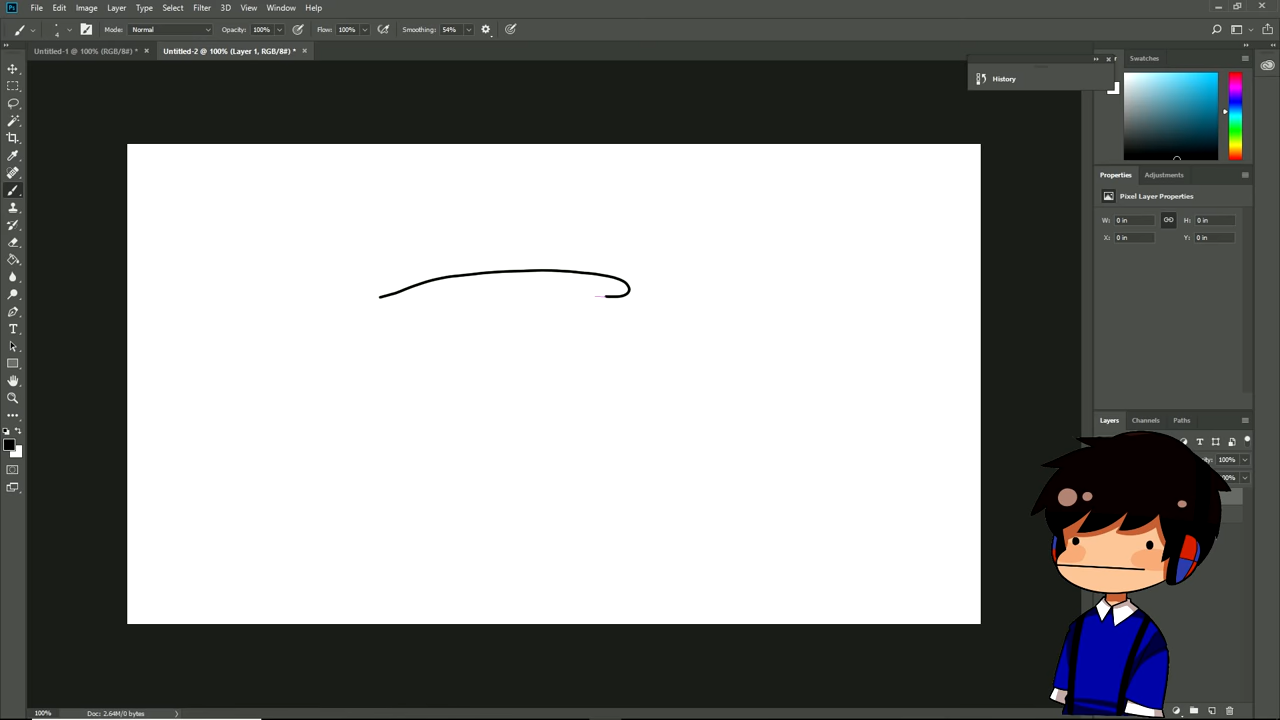 Ps File Edit Image Layer Type Select Filter 3D View Window Help
4 Mode: Normal Opacity: 100% Flow: 100% Smoothing: 54%
Untitled-1 @ 100% (RGB/8#) * × Untitled-2 @ 100% (Layer 1, RGB/8#) * ×
Swatches
History
Properties Adjustments
Pixel Layer Properties
W: 0 in H: 0 in
X: 0 in Y: 0 in
Layers Channels Paths
100%
100% Doc: 2.64M/0 bytes